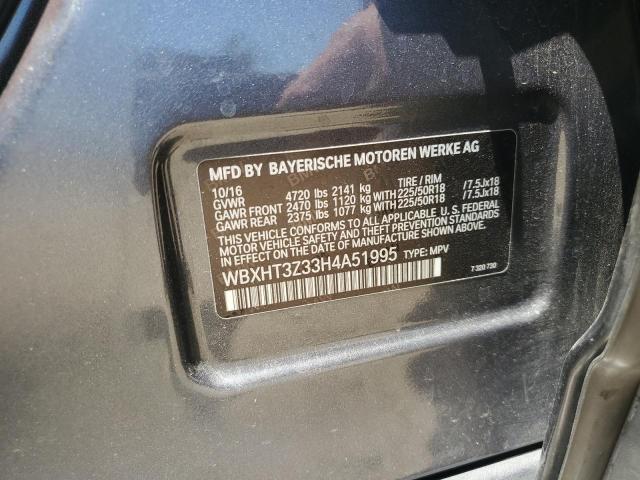 MFD BY BAYERISCHE MOTOREN WERKE AG
10/16 TIRE / RIM
GVWR 4720 lbs 2141 kg
GAWR FRONT 2470 lbs 1120 kg WITH 225/50R18 /7.5Jx18
GAWR REAR 2375 lbs 1077 kg WITH 225/50R18 /7.5Jx18
THIS VEHICLE CONFORMS TO ALL APPLICABLE U.S. FEDERAL
MOTOR VEHICLE SAFETY AND THEFT PREVENTION STANDARDS
IN EFFECT ON THE DATE OF MANUFACTURE SHOWN ABOVE.
WBXHT3Z33H4A51995 TYPE: MPV
7 320 730